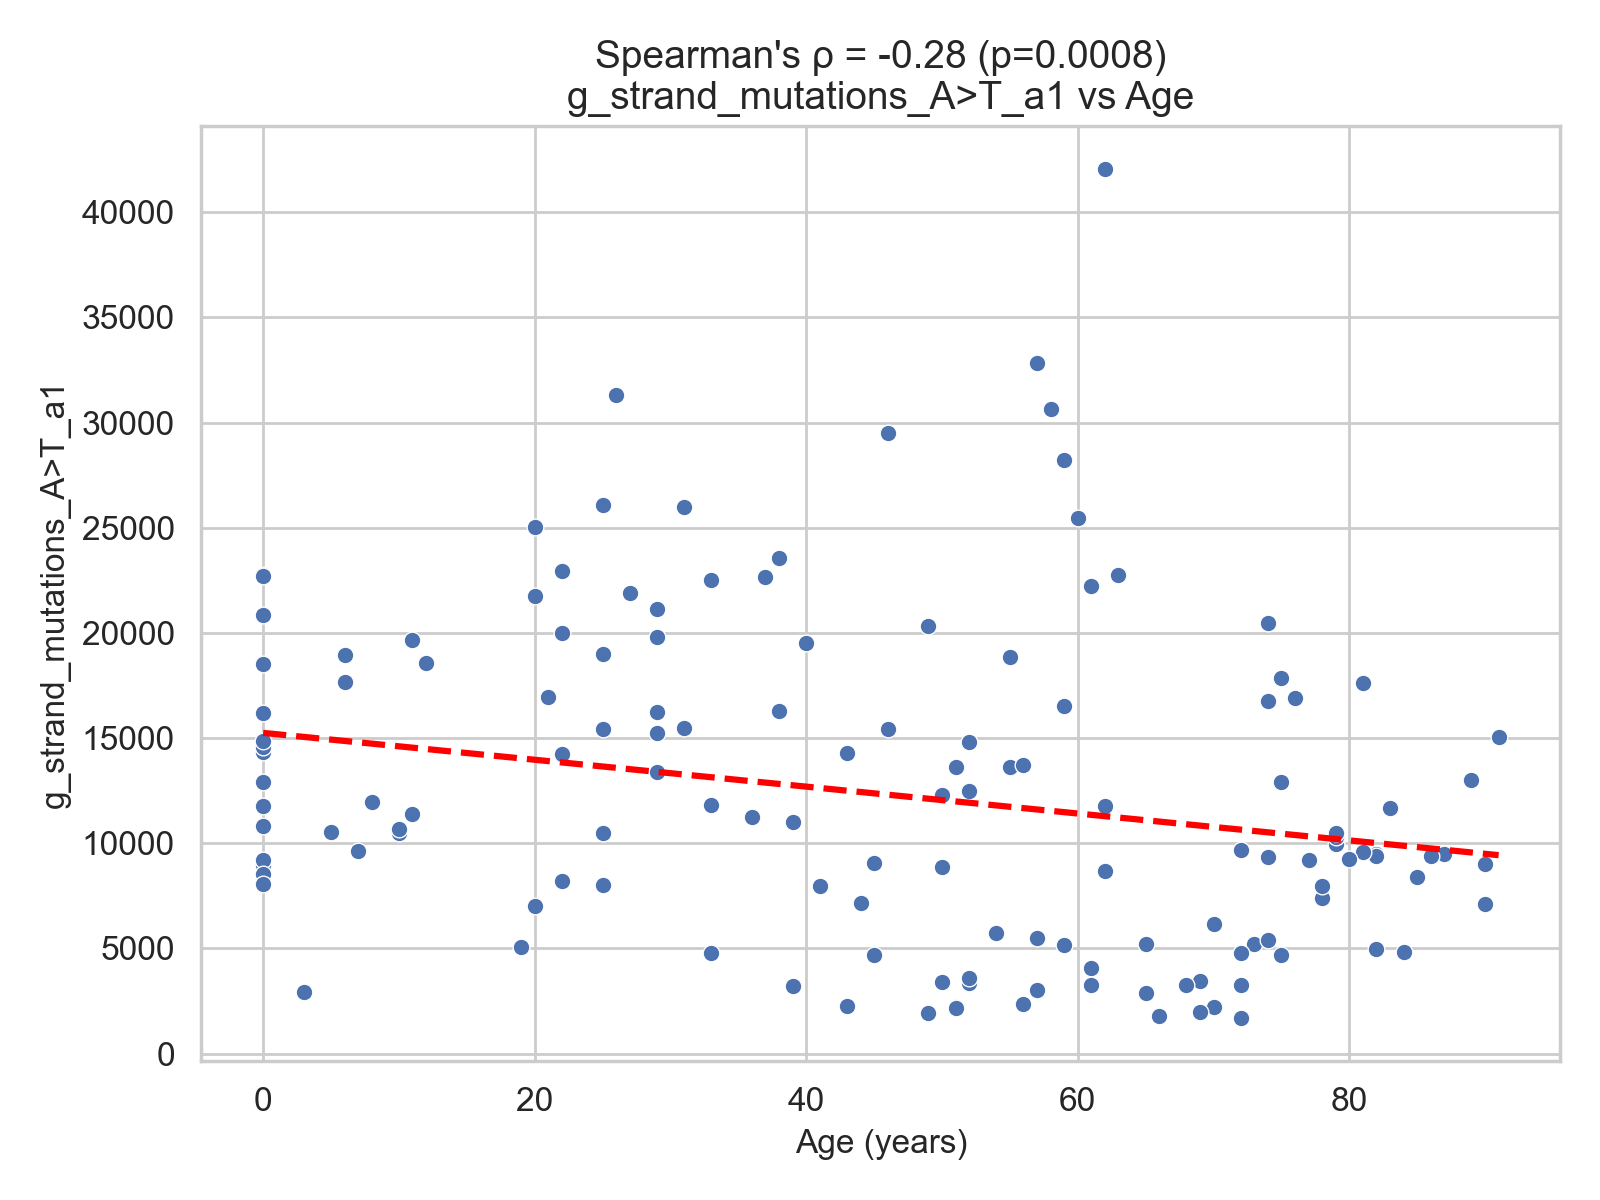 Spearman's ρ = -0.28 (p=0.0008)
g_strand_mutations_A>T_a1 vs Age
40000
35000
30000
25000
20000
15000
10000
5000
0
g_strand_mutations_A>T_a1
0 20 40 60 80
Age (years)